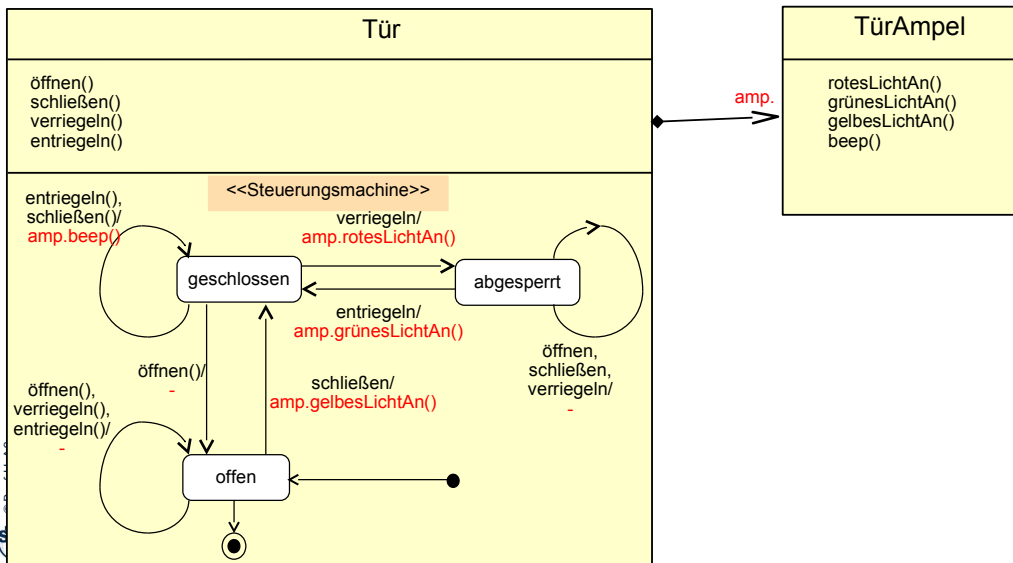 Tür
öffnen()
schließen()
verriegeln()
entriegeln()
amp.
TürAmpel
rotesLichtAn()
grünesLichtAn()
gelbesLichtAn()
beep()
<<Steuerungsmachine>>
entriegeln(),
schließen()/
amp.beep()
verriegeln/
amp.rotesLichtAn()
geschlossen
abgesperrt
entriegeln/
amp.grünesLichtAn()
öffnen,
schließen,
verriegeln/
-
öffnen()/
-
schließen/
amp.gelbesLichtAn()
öffnen(),
verriegeln(),
entriegeln()/
-
offen